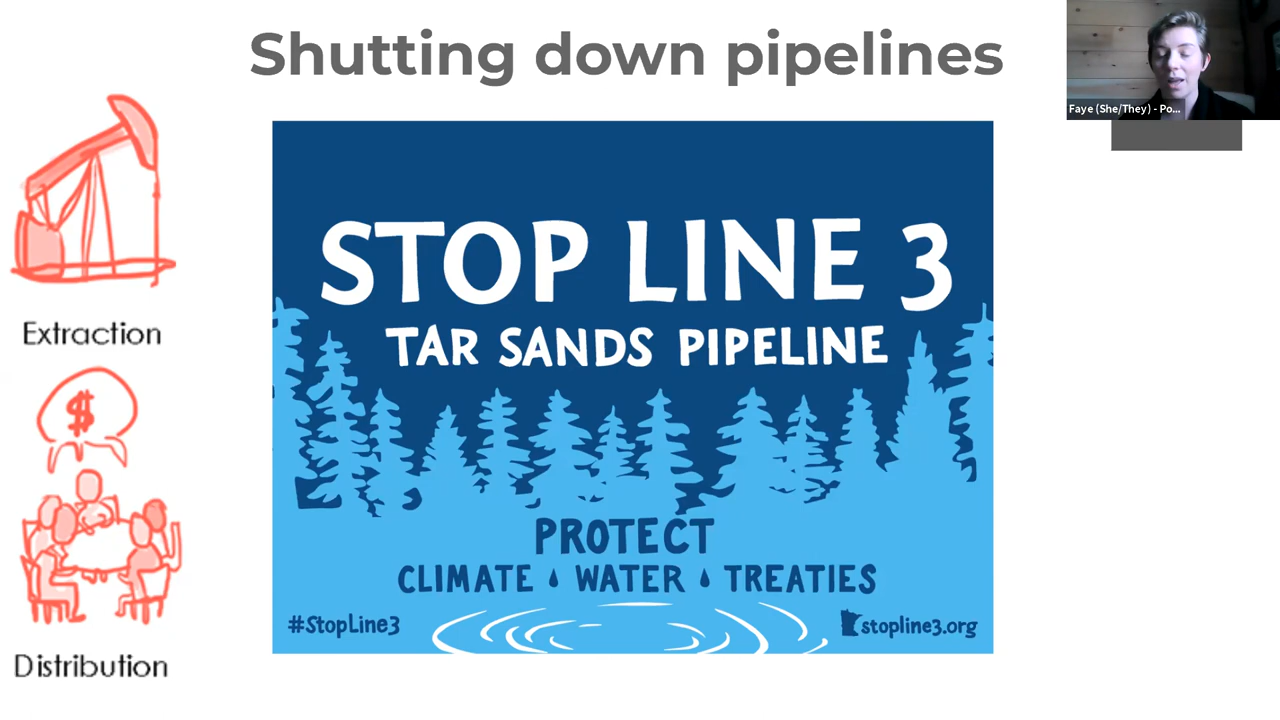 Shutting down pipelines
Faye (She/They) - Po...
STOP LINE 3
TAR SANDS PIPELINE
Extraction
$
PROTECT
CLIMATE WATER TREATIES
#StopLine3
stopline3.org
Distribution